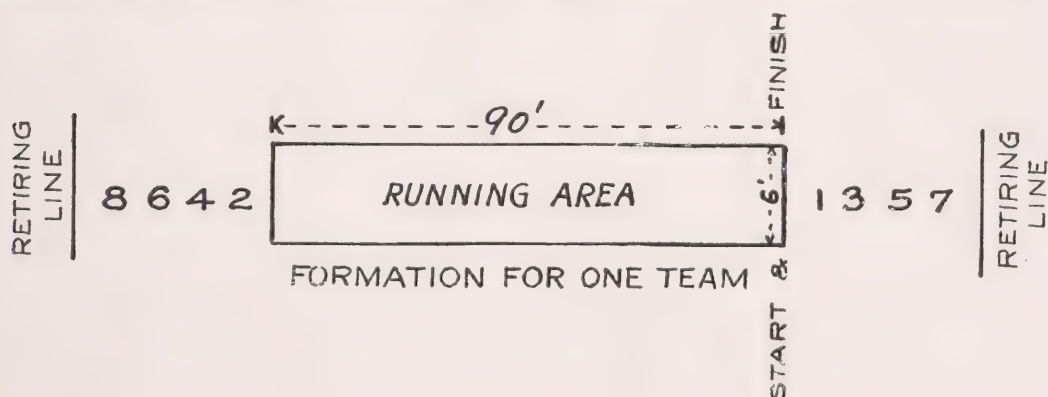 RETIRING
LINE
8 6 4 2
90'
RUNNING AREA
6'
START & FINISH
1 3 5 7
RETIRING
LINE
FORMATION FOR ONE TEAM